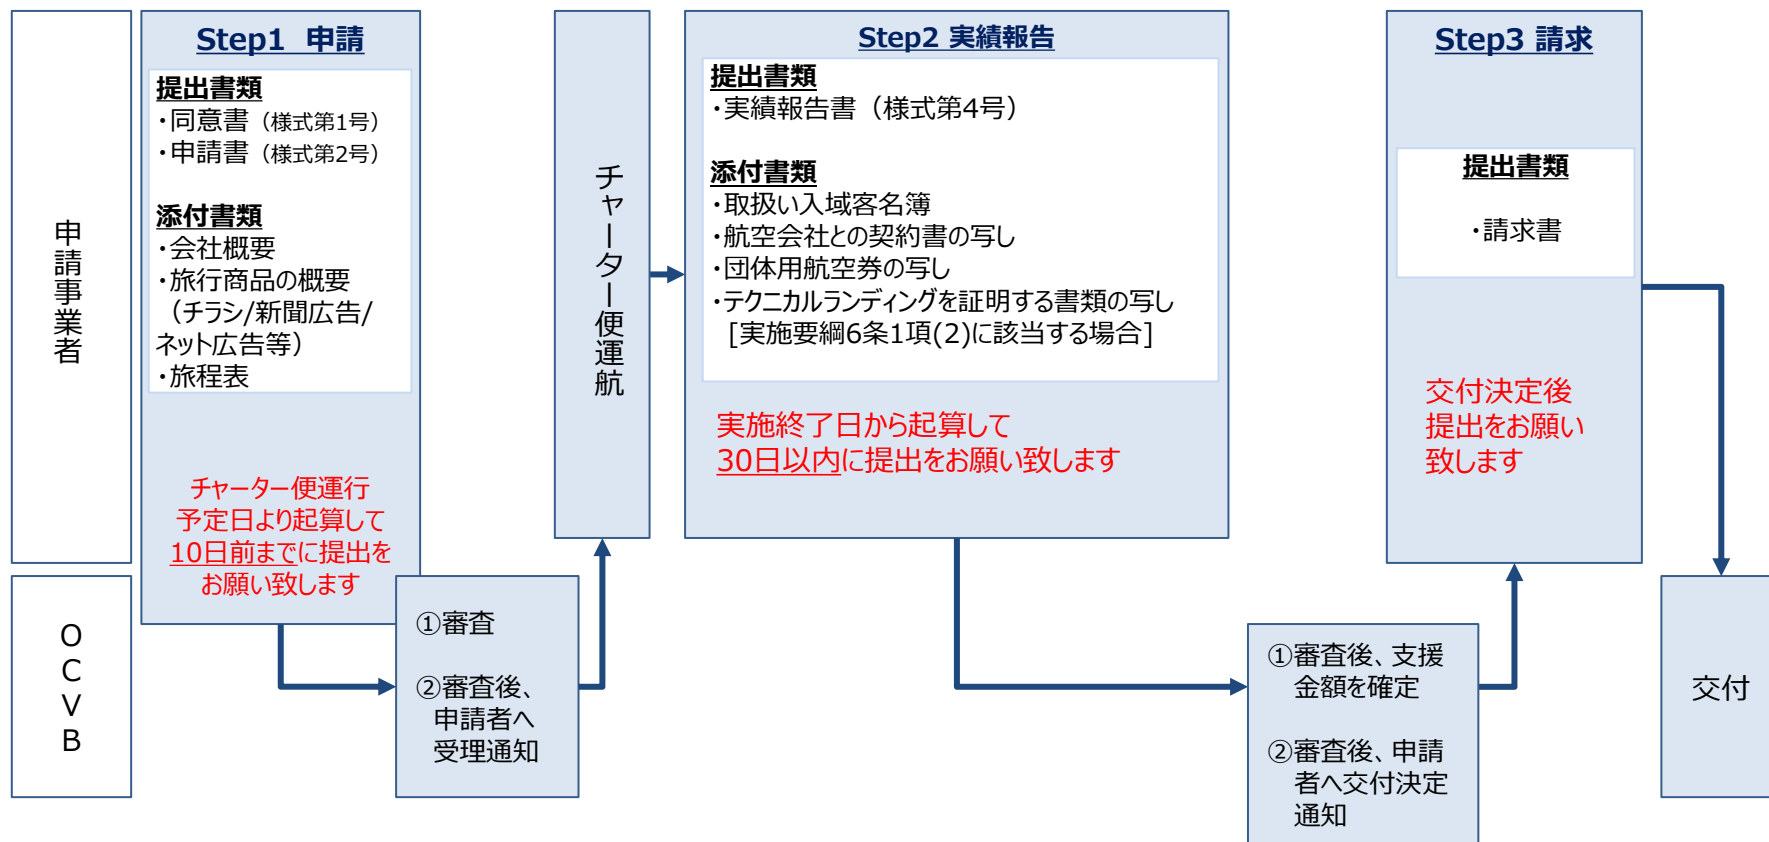 申請事業者
Step1 申請
提出書類
・同意書（様式第1号）
・申請書（様式第2号）
添付書類
・会社概要
・旅行商品の概要
（チラシ/新聞広告/
ネット広告等）
・旅程表
チャーター便運行
予定日より起算して
10日前までに提出を
お願い致します
チャーター便運航
Step2 実績報告
提出書類
・実績報告書（様式第4号）
添付書類
・取扱い入域客名簿
・航空会社との契約書の写し
・団体用航空券の写し
・テクニカルランディングを証明する書類の写し
[実施要綱6条1項(2)に該当する場合]
実施終了日から起算して
30日以内に提出をお願い致します
Step3 請求
提出書類
・請求書
交付決定後
提出をお願い
致します
OCVB
①審査
②審査後、
申請者へ
受理通知
①審査後、支援
金額を確定
②審査後、申請
者へ交付決定
通知
交付